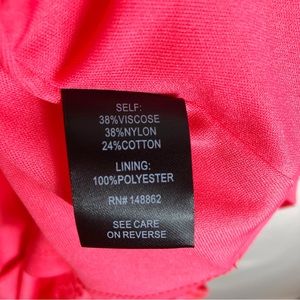 SELF:
38%VISCOSE
38%NYLON
24%COTTON
LINING:
100%POLYESTER
RN# 148862
SEE CARE
ON REVERSE